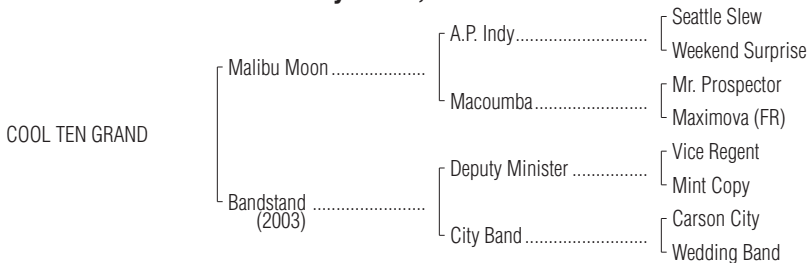 Seattle Slew
A.P. Indy
Weekend Surprise
Malibu Moon
Mr. Prospector
Macoumba
Maximova (FR)
COOL TEN GRAND
Vice Regent
Deputy Minister
Mint Copy
Bandstand
(2003)
Carson City
City Band
Wedding Band